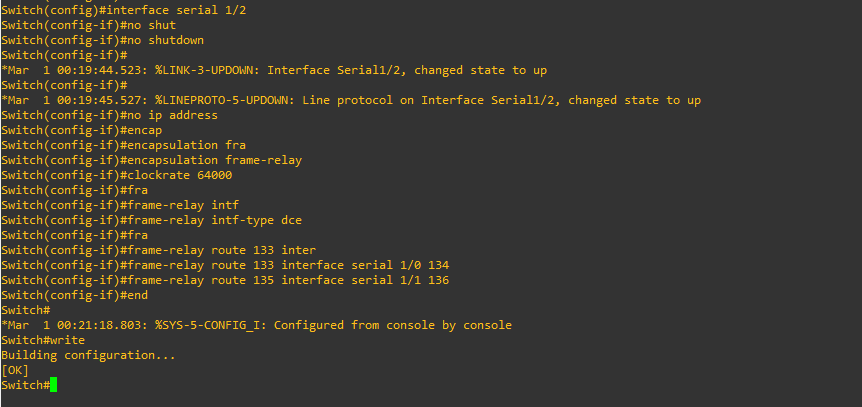 Switch(config)#interface serial 1/2
Switch(config-if)#no shut
Switch(config-if)#no shutdown
Switch(config-if)#
*Mar  1 00:19:44.523: %LINK-3-UPDOWN: Interface Serial1/2, changed state to up
Switch(config-if)#
*Mar  1 00:19:45.527: %LINEPROTO-5-UPDOWN: Line protocol on Interface Serial1/2, changed state to up
Switch(config-if)#no ip address
Switch(config-if)#encap
Switch(config-if)#encapsulation fra
Switch(config-if)#encapsulation frame-relay
Switch(config-if)#clockrate 64000
Switch(config-if)#fra
Switch(config-if)#frame-relay intf
Switch(config-if)#frame-relay intf-type dce
Switch(config-if)#fra
Switch(config-if)#frame-relay route 133 inter
Switch(config-if)#frame-relay route 133 interface serial 1/0 134
Switch(config-if)#frame-relay route 135 interface serial 1/1 136
Switch(config-if)#end
Switch#
*Mar  1 00:21:18.803: %SYS-5-CONFIG_I: Configured from console by console
Switch#write
Building configuration...
[OK]
Switch#